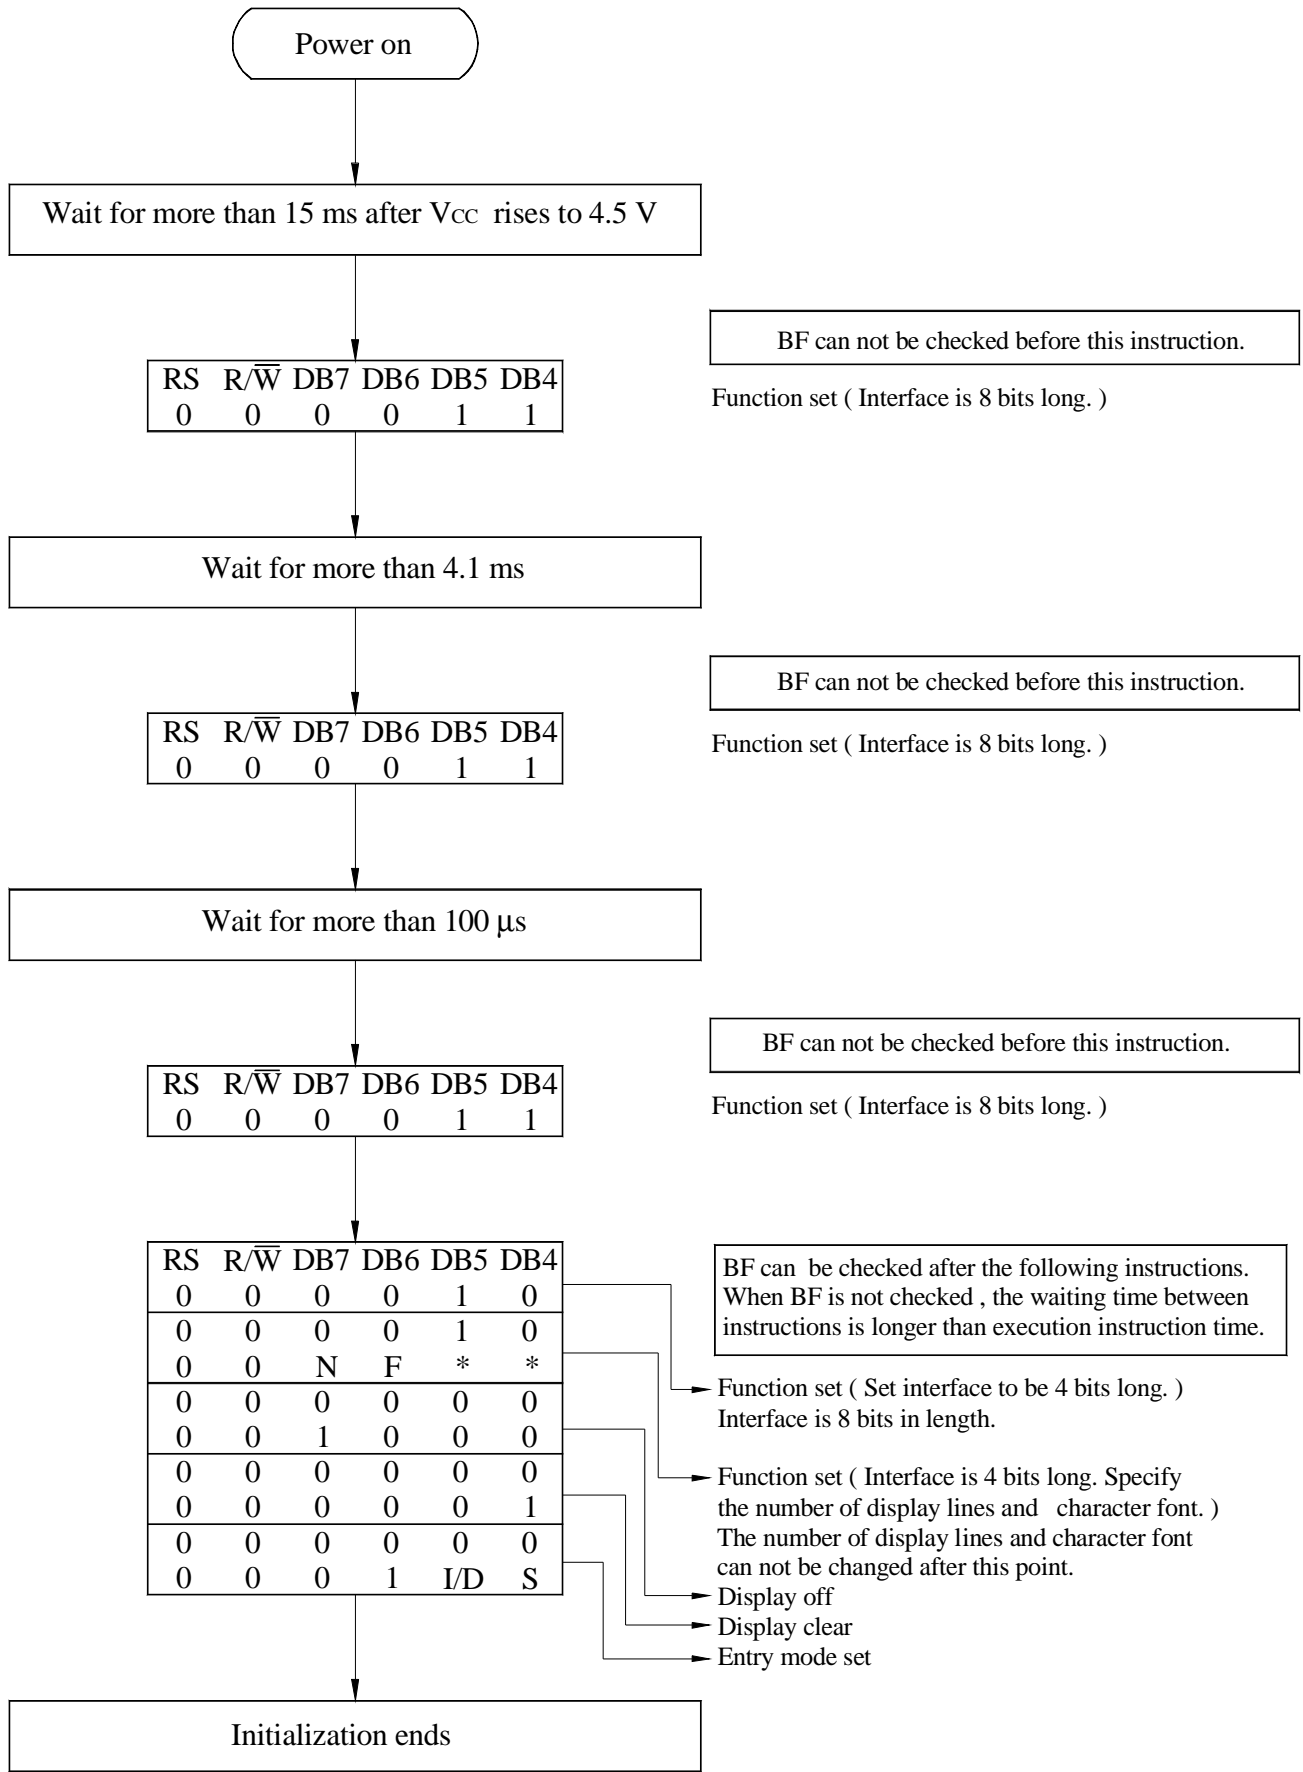 Power on
Wait for more than 15 ms after VCC rises to 4.5 V
BF can not be checked before this instruction.
RS R/W̅ DB7 DB6 DB5 DB4
0 0 0 0 1 1
Function set ( Interface is 8 bits long. )
Wait for more than 4.1 ms
BF can not be checked before this instruction.
RS R/W̅ DB7 DB6 DB5 DB4
0 0 0 0 1 1
Function set ( Interface is 8 bits long. )
Wait for more than 100 μs
BF can not be checked before this instruction.
RS R/W̅ DB7 DB6 DB5 DB4
0 0 0 0 1 1
Function set ( Interface is 8 bits long. )
RS R/W̅ DB7 DB6 DB5 DB4
0 0 0 0 1 0
0 0 0 0 1 0
0 0 N F * *
0 0 0 0 0 0
0 0 1 0 0 0
0 0 0 0 0 0
0 0 0 0 0 1
0 0 0 0 0 0
0 0 0 1 I/D S
BF can be checked after the following instructions.
When BF is not checked , the waiting time between
instructions is longer than execution instruction time.
Function set ( Set interface to be 4 bits long. )
Interface is 8 bits in length.
Function set ( Interface is 4 bits long. Specify
the number of display lines and character font. )
The number of display lines and character font
can not be changed after this point.
Display off
Display clear
Entry mode set
Initialization ends